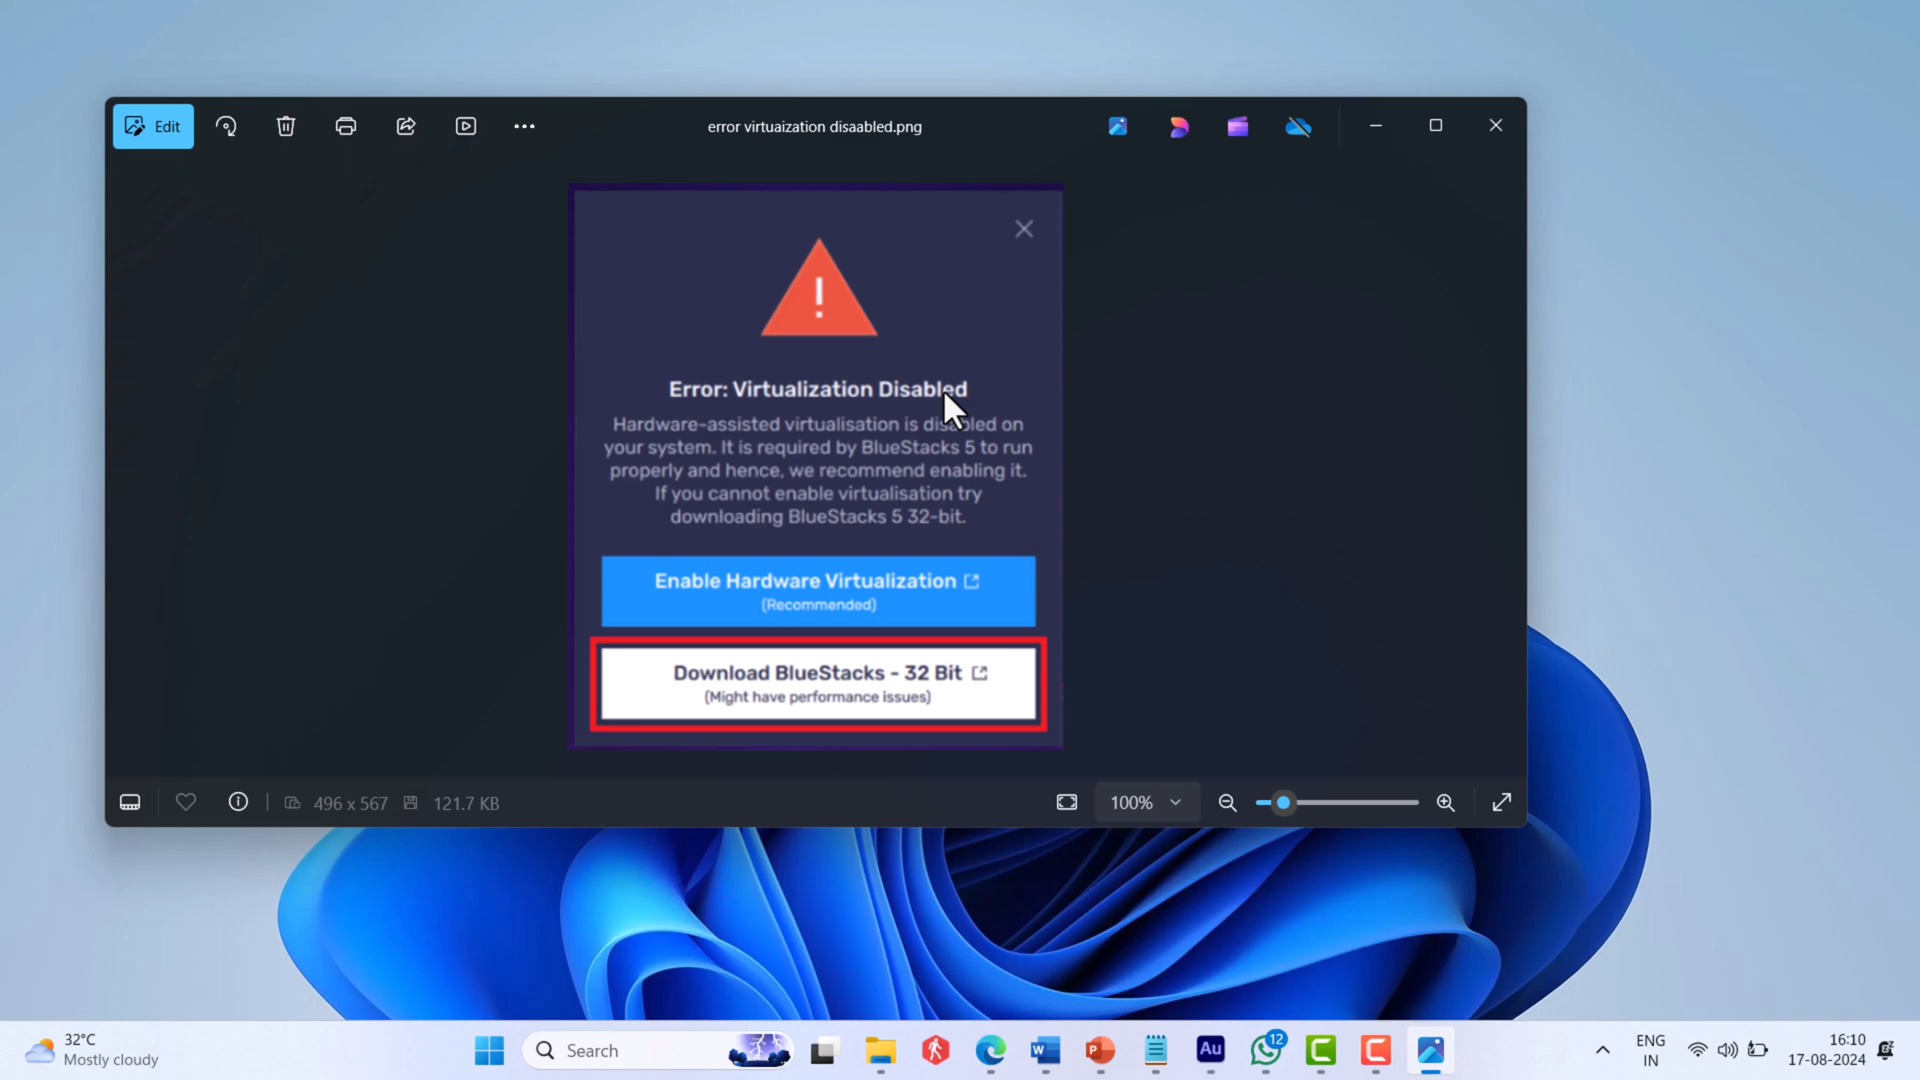 Edit
error virtuaization disaabled.png
Error: Virtualization Disabled
Hardware-assisted virtualisation is disabled on
your system. It is required by BlueStacks 5 to run
properly and hence, we recommend enabling it.
If you cannot enable virtualisation try
downloading BlueStacks 5 32-bit.
Enable Hardware Virtualization
(Recommended)
Download BlueStacks - 32 Bit
(Might have performance issues)
496 x 567
121.7 KB
100%
32°C
Mostly cloudy
Search
W
P
Au
12
ENG
IN
16:10
17-08-2024